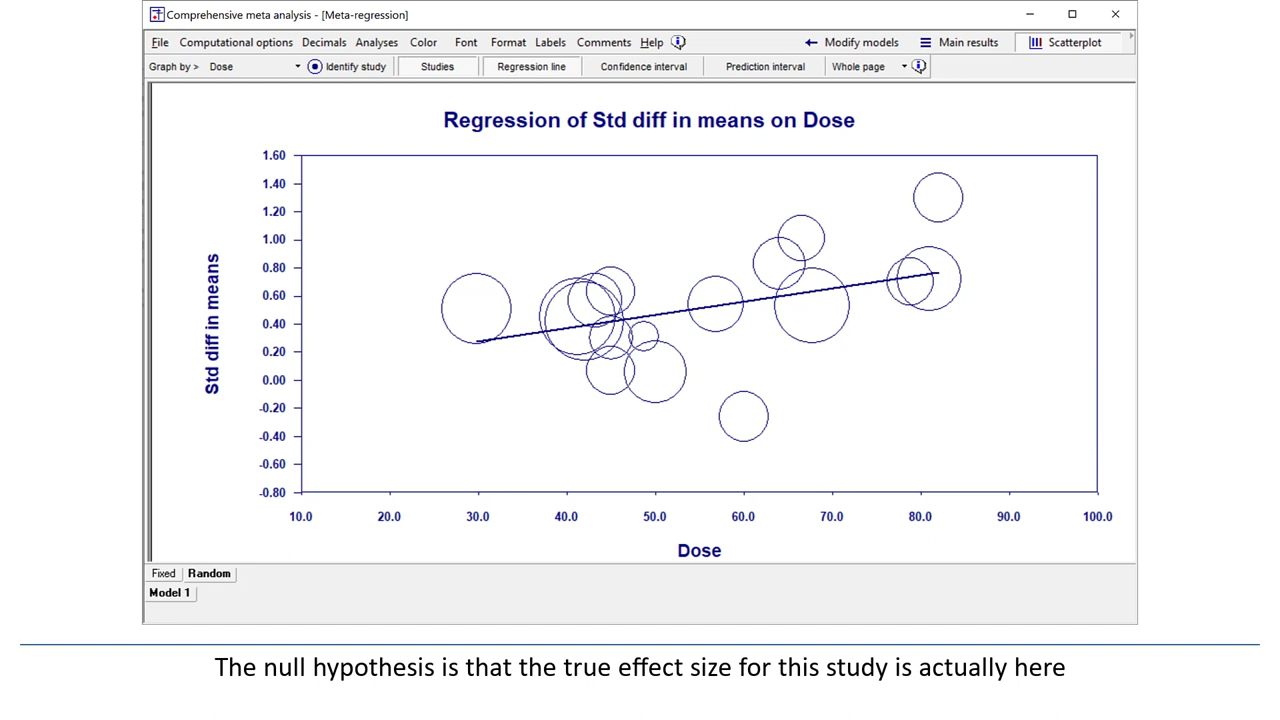 Comprehensive meta analysis - [Meta-regression]
File Computational options Decimals Analyses Color Font Format Labels Comments Help Modify models Main results Scatterplot
Graph by > Dose Identify study Studies Regression line Confidence interval Prediction interval Whole page
Regression of Std diff in means on Dose
1.60
1.40
1.20
1.00
0.80
0.60
0.40
0.20
0.00
-0.20
-0.40
-0.60
-0.80
Std diff in means
10.0 20.0 30.0 40.0 50.0 60.0 70.0 80.0 90.0 100.0
Dose
Fixed Random
Model 1
The null hypothesis is that the true effect size for this study is actually here